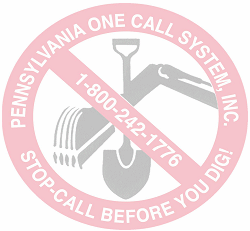 PENNSYLVANIA ONE CALL SYSTEM, INC.
1-800-242-1776
STOP-CALL BEFORE YOU DIG!